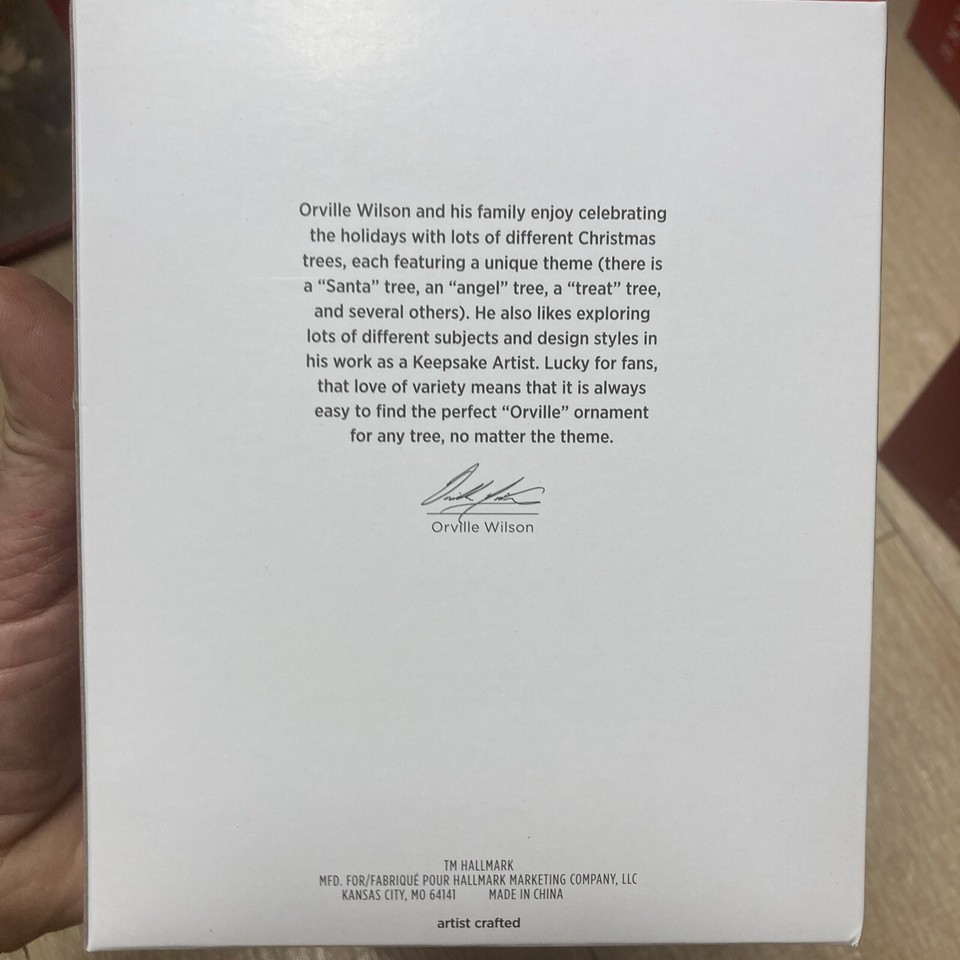 Orville Wilson and his family enjoy celebrating
the holidays with lots of different Christmas
trees, each featuring a unique theme (there is
a “Santa” tree, an “angel” tree, a “treat” tree,
and several others). He also likes exploring
lots of different subjects and design styles in
his work as a Keepsake Artist. Lucky for fans,
that love of variety means that it is always
easy to find the perfect “Orville” ornament
for any tree, no matter the theme.
Orville Wilson
Orville Wilson
TM HALLMARK
MFD. FOR/FABRIQUÉ POUR HALLMARK MARKETING COMPANY, LLC
KANSAS CITY, MO 64141 MADE IN CHINA
artist crafted